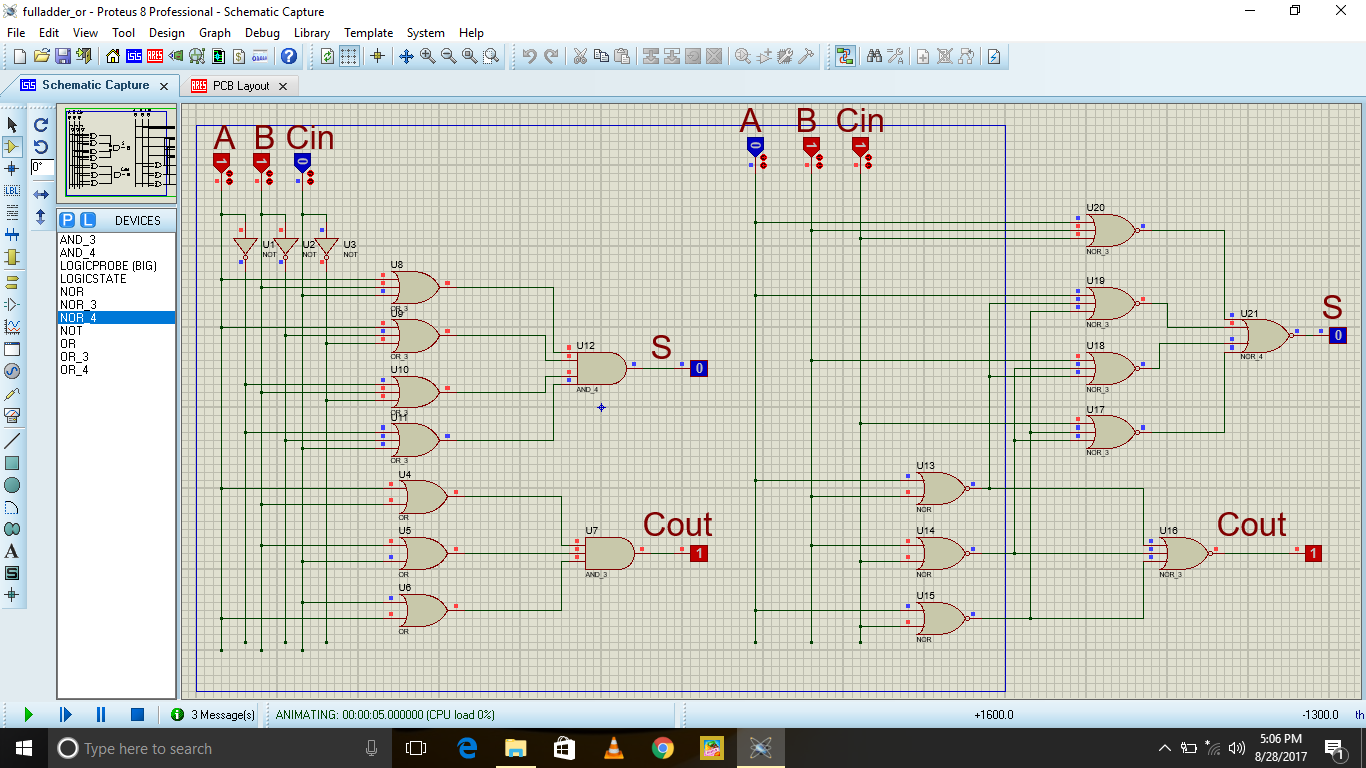 fulladder_or - Proteus 8 Professional - Schematic Capture
File Edit View Tool Design Graph Debug Library Template System Help
Schematic Capture
PCB Layout
0°
LBL
P L DEVICES
AND_3
AND_4
LOGICPROBE (BIG)
LOGICSTATE
NOR
NOR_3
NOR_4
NOT
OR
OR_3
OR_4
A B Cin
1 1 0
U1 U2 U3
NOT NOT NOT
U8
OR_3
U9
OR_3
U10
OR_3
U11
OR_3
U12
AND_4
S
0
U4
OR
U5
OR
U6
OR
U7
AND_3
Cout
1
A B Cin
0 1 1
U20
NOR_3
U19
NOR_3
U18
NOR_3
U17
NOR_3
U21
NOR_4
S
0
U13
NOR
U14
NOR
U15
NOR
U16
NOR_3
Cout
1
3 Message(s)
ANIMATING: 00:00:05.000000 (CPU load 0%)
+1600.0 -1300.0 th
Type here to search
5:06 PM
8/28/2017
1